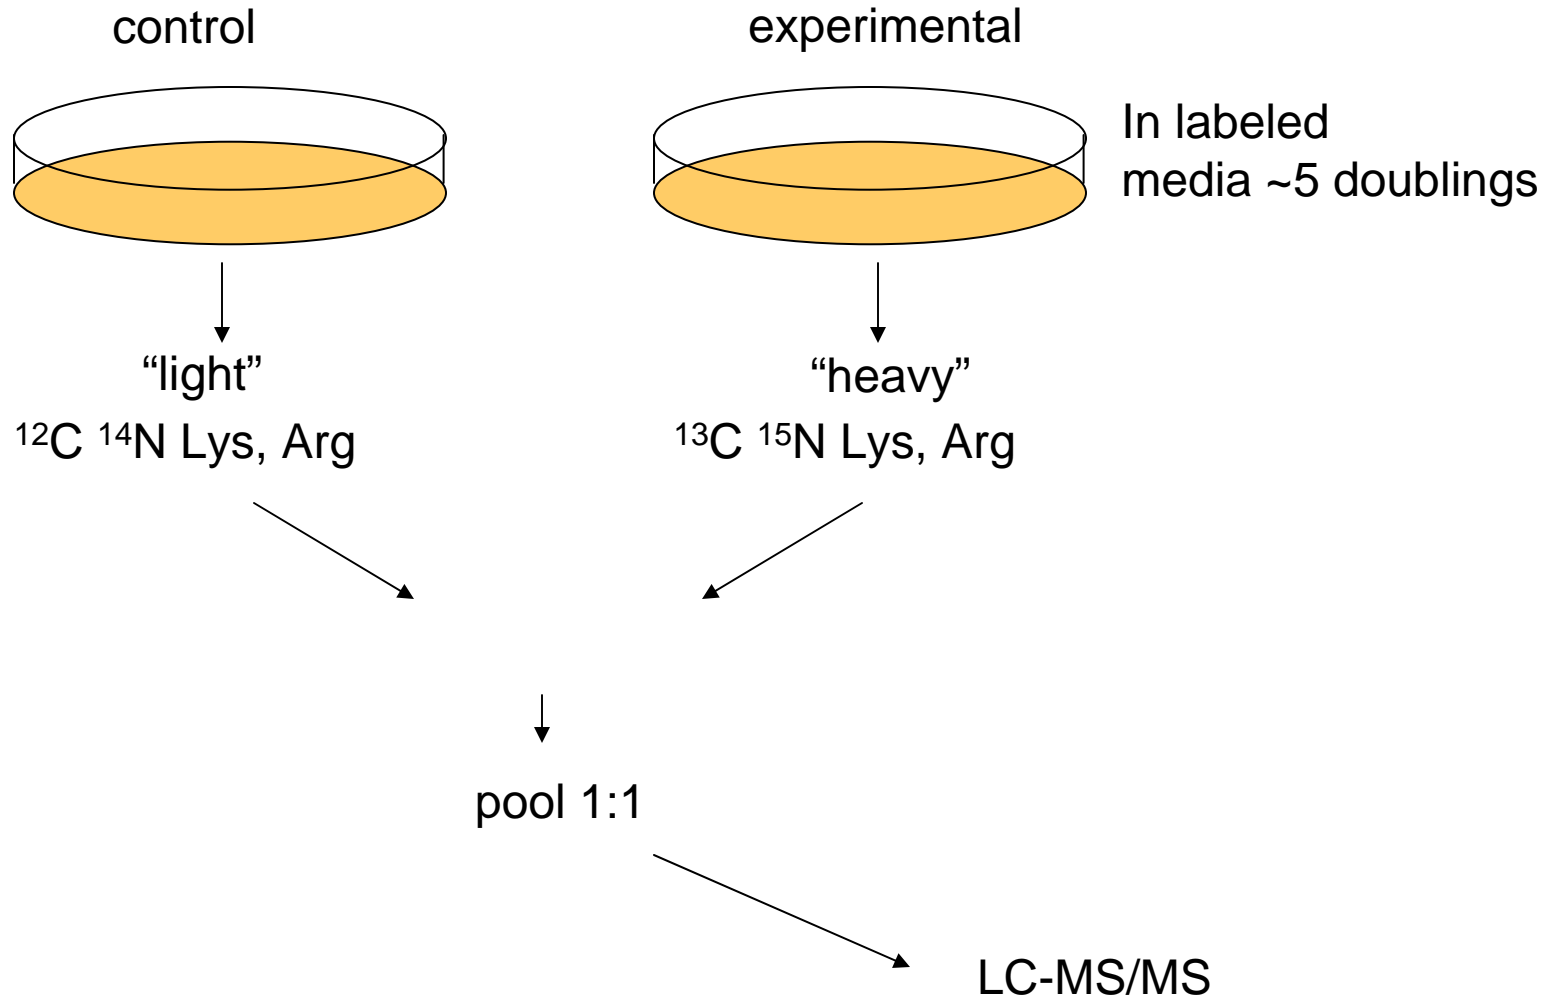 control
experimental
In labeled
media ~5 doublings
“light”
“heavy”
¹²C ¹⁴N Lys, Arg
¹³C ¹⁵N Lys, Arg
pool 1:1
LC-MS/MS